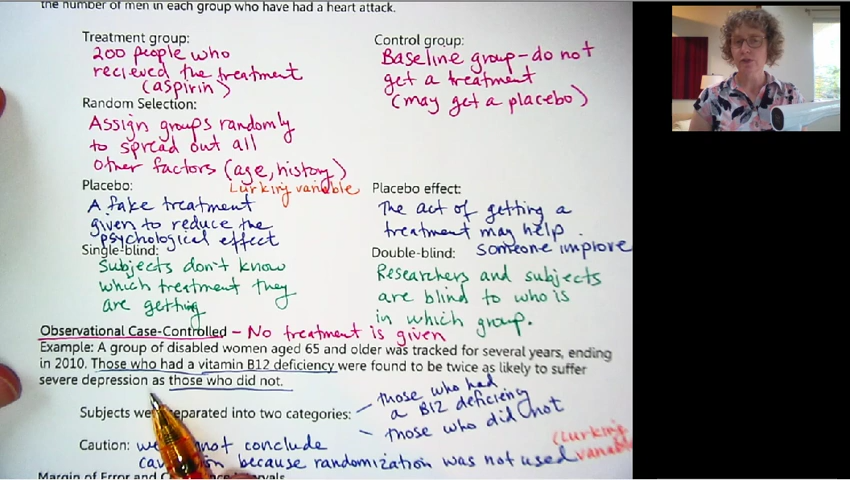 the number of men in each group who have had a heart attack.
Treatment group:
200 people who
recieved the treatment
(aspirin)
Control group:
Baseline group - do not
get a treatment
(may get a placebo)
Random Selection:
Assign groups randomly
to spread out all
other factors (age, history)
Lurking variable
Placebo:
A fake treatment
given to reduce the
psychological effect
Placebo effect:
The act of getting a
treatment may help
someone improve
Single-blind:
Subjects don't know
which treatment they
are getting
Double-blind:
Researchers and subjects
are blind to who is
in which group.
Observational Case-Controlled - No treatment is given
Example: A group of disabled women aged 65 and older was tracked for several years, ending
in 2010. Those who had a vitamin B12 deficiency were found to be twice as likely to suffer
severe depression as those who did not.
Subjects were separated into two categories:
those who had
a B12 deficiency
those who did not
Caution: we not conclude
because randomization was not used
(Lurking
variable
Margin of Error and Intervals